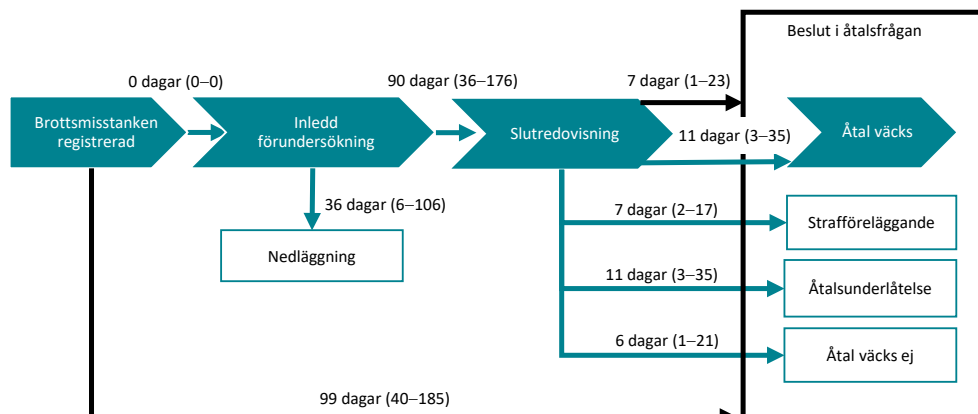 Beslut i åtalsfrågan
0 dagar (0–0)
90 dagar (36–176)
7 dagar (1–23)
Brottsmisstanken
registrerad
Inledd
förundersökning
Slutredovisning
11 dagar (3–35)
Åtal väcks
36 dagar (6–106)
Nedläggning
7 dagar (2–17)
Strafföreläggande
11 dagar (3–35)
Åtalsunderlåtelse
6 dagar (1–21)
Åtal väcks ej
99 dagar (40–185)